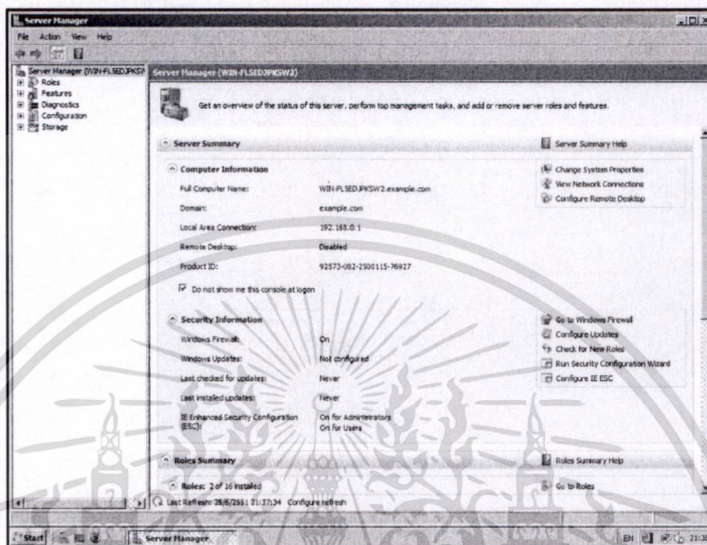 Server Manager
File Action View Help
Server Manager (WIN-FLSEDJPKSW
Roles
Features
Diagnostics
Configuration
Storage
Server Manager (WIN-FLSEDJPKSW2)
Get an overview of the status of this server, perform top management tasks, and add or remove server roles and features.
Server Summary
Server Summary Help
Computer Information
Full Computer Name: WIN-FLSEDJPKSW2.example.com
Domain: example.com
Local Area Connection: 192.168.0.1
Remote Desktop: Disabled
Product ID: 92573-082-2500115-76927
Do not show me this console at logon
Change System Properties
View Network Connections
Configure Remote Desktop
Security Information
Windows Firewall: On
Windows Updates: Not configured
Last checked for updates: Never
Last installed updates: Never
IE Enhanced Security Configuration On for Administrators
(ESC): On for Users
Go to Windows Firewall
Configure Updates
Check for New Roles
Run Security Configuration Wizard
Configure IE ESC
Roles Summary
Roles Summary Help
Roles: 2 of 16 installed
Go to Roles
Last Refresh: 28/6/2551 21:37:34 Configure refresh
Start
Server Manager
EN
21:38